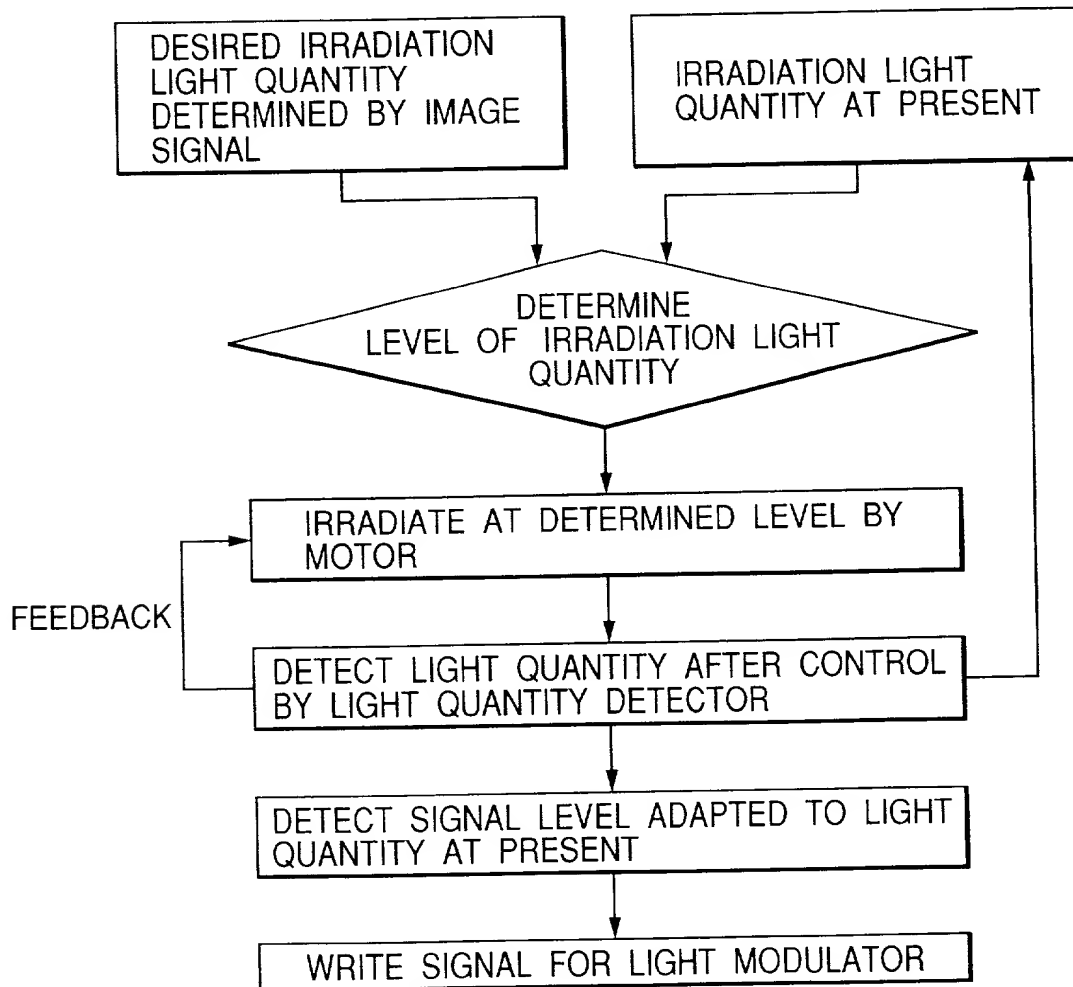 DESIRED IRRADIATION
LIGHT QUANTITY
DETERMINED BY IMAGE
SIGNAL
IRRADIATION LIGHT
QUANTITY AT PRESENT
DETERMINE
LEVEL OF IRRADIATION LIGHT
QUANTITY
IRRADIATE AT DETERMINED LEVEL BY
MOTOR
FEEDBACK
DETECT LIGHT QUANTITY AFTER CONTROL
BY LIGHT QUANTITY DETECTOR
DETECT SIGNAL LEVEL ADAPTED TO LIGHT
QUANTITY AT PRESENT
WRITE SIGNAL FOR LIGHT MODULATOR